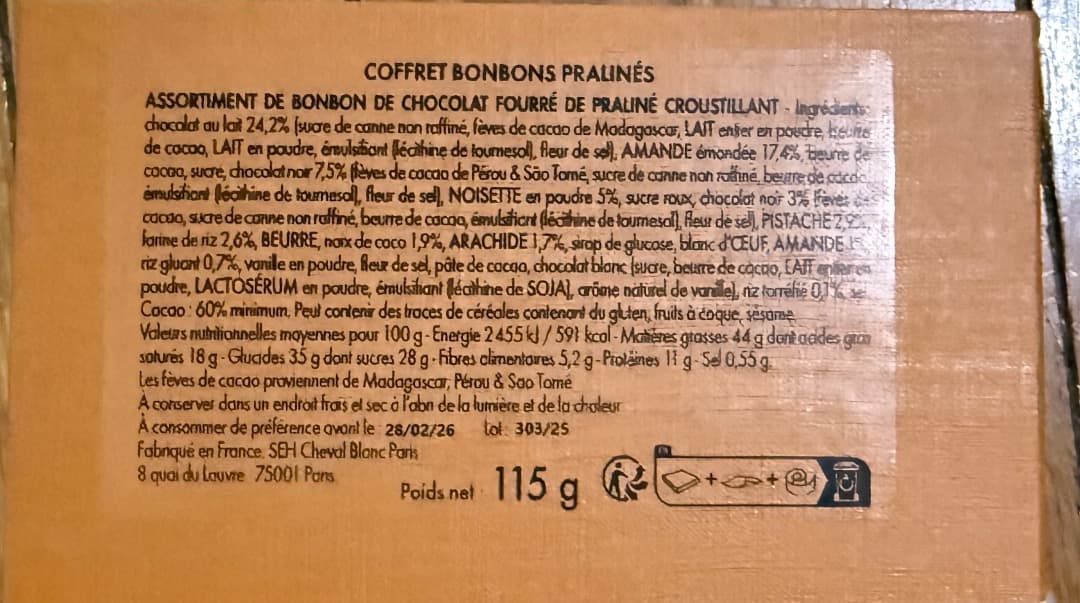 COFFRET BONBONS PRALINÉS
ASSORTIMENT DE BONBON DE CHOCOLAT FOURRÉ DE PRALINÉ CROUSTILLANT - Ingrédients:
chocolat au lait 24,2% (sucre de canne non raffiné, fèves de cacao de Madagascar, LAIT entier en poudre, beurre
de cacao, LAIT en poudre, émulsifiant (lécithine de tournesol), fleur de sel), AMANDE émondée 17,4%, beurre de
cacao, sucre, chocolat noir 7,5% (fèves de cacao de Pérou & São Tomé, sucre de canne non raffiné, beurre de cacao
émulsifiant (lécithine de tournesol), fleur de sel), NOISETTE en poudre 5%, sucre roux, chocolat noir 3% (fèves de
cacao, sucre de canne non raffiné, beurre de cacao, émulsifiant (lécithine de tournesol), fleur de sel), PISTACHE
farine de riz 2,6%, BEURRE, noix de coco 1,9%, ARACHIDE 1,7%, sirop de glucose, blanc d'ŒUF, AMANDE
riz gluant 0,7%, vanille en poudre, fleur de sel, pâte de cacao, chocolat blanc (sucre, beurre de cacao, LAIT entier en
poudre, LACTOSÉRUM en poudre, émulsifiant (lécithine de SOJA), arôme naturel de vanille), riz torréfié 0,1%
Cacao : 60% minimum. Peut contenir des traces de céréales contenant du gluten, fruits à coque, sésame.
Valeurs nutritionnelles moyennes pour 100 g - Energie 2455 kJ / 591 kcal - Matières grasses 44 g dont acides gras
saturés 18 g - Glucides 35 g dont sucres 28 g - Fibres alimentaires 5,2 g - Protéines 11 g - Sel 0,55 g.
Les fèves de cacao proviennent de Madagascar, Pérou & Sao Tomé
À conserver dans un endroit frais et sec à l'abri de la lumière et de la chaleur
À consommer de préférence avant le 28/02/26 Lot: 303/25
Fabriqué en France. SEH Cheval Blanc Paris
8 quai du Louvre 75001 Paris
Poids net 115 g